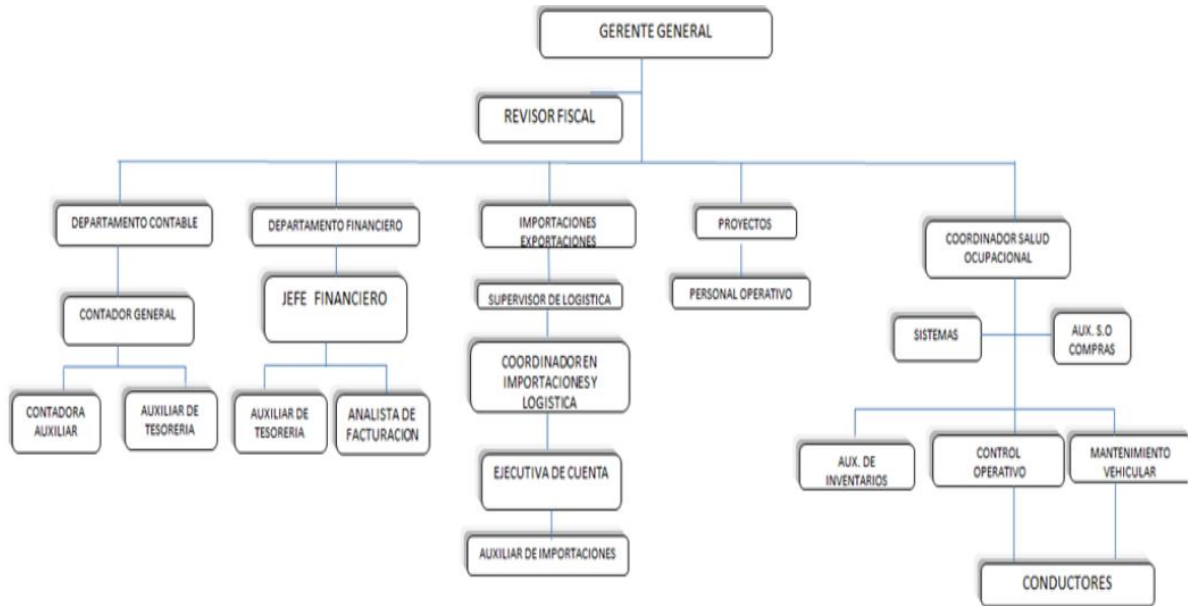 GERENTE GENERAL
REVISOR FISCAL
DEPARTAMENTO CONTABLE
DEPARTAMENTO FINANCIERO
IMPORTACIONES
EXPORTACIONES
PROYECTOS
COORDINADOR SALUD
OCUPACIONAL
CONTADOR GENERAL
JEFE FINANCIERO
SUPERVISOR DE LOGISTICA
PERSONAL OPERATIVO
SISTEMAS
AUX. S.O
COMPRAS
COORDINADOR EN
IMPORTACIONES Y
LOGISTICA
CONTADORA
AUXILIAR
AUXILIAR DE
TESORERIA
AUXILIAR DE
TESORERIA
ANALISTA DE
FACTURACION
EJECUTIVA DE CUENTA
AUX. DE
INVENTARIOS
CONTROL
OPERATIVO
MANTENIMIENTO
VEHICULAR
AUXILIAR DE IMPORTACIONES
CONDUCTORES